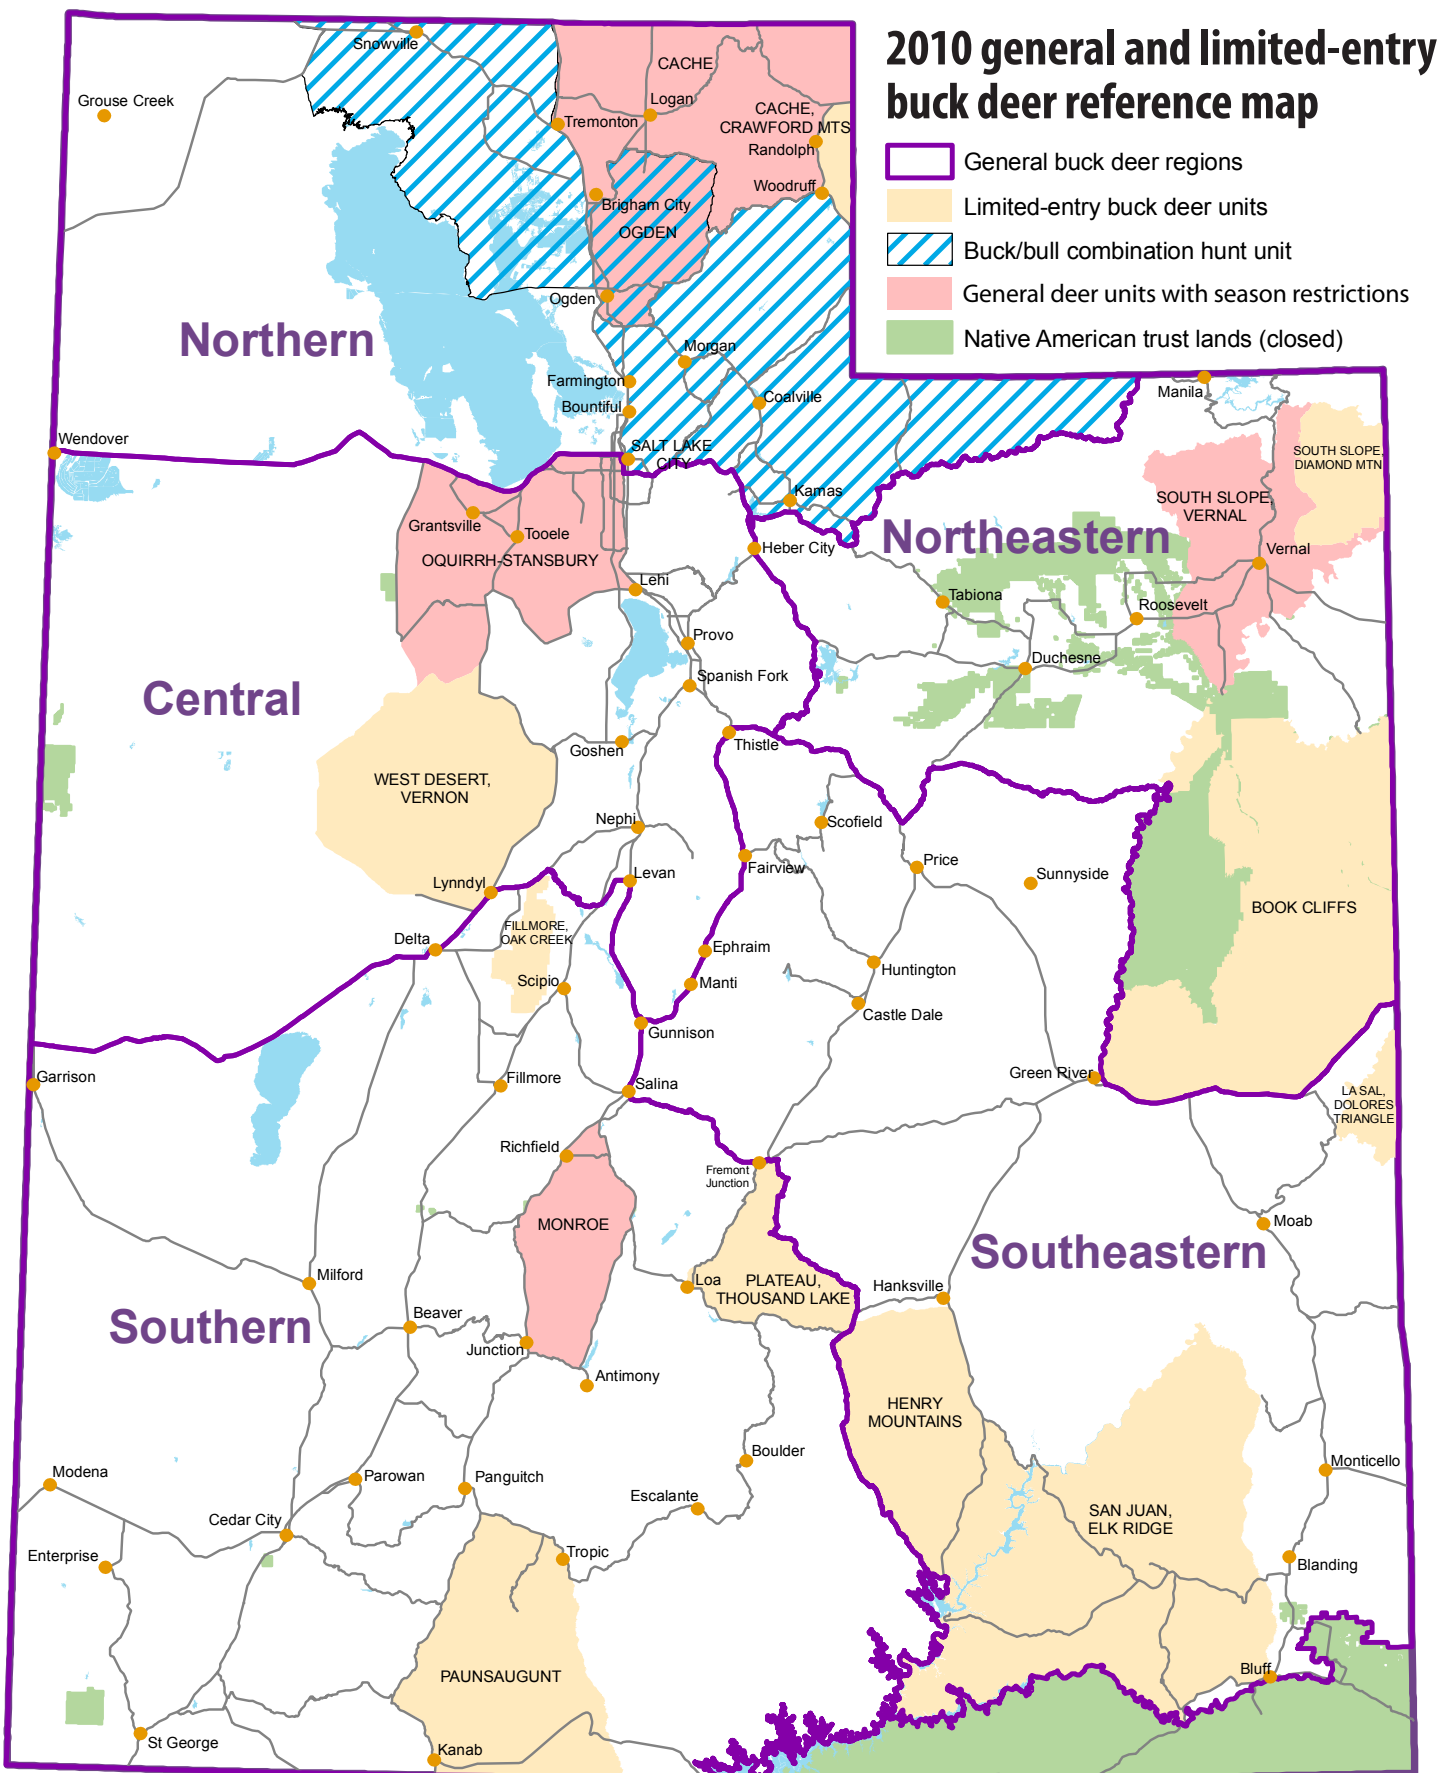 2010 general and limited-entry
buck deer reference map
General buck deer regions
Limited-entry buck deer units
Buck/bull combination hunt unit
General deer units with season restrictions
Native American trust lands (closed)
Snowville
CACHE
Grouse Creek
Logan
CACHE,
CRAWFORD MTS
Tremonton
Randolph
Woodruff
Brigham City
OGDEN
Ogden
Northern
Morgan
Farmington
Coalville
Bountiful
Manila
Wendover
SALT LAKE
CITY
SOUTH SLOPE,
DIAMOND MTN
Kamas
SOUTH SLOPE,
VERNAL
Grantsville
Tooele
Northeastern
Heber City
Vernal
OQUIRRH-STANSBURY
Lehi
Tabiona
Roosevelt
Provo
Duchesne
Spanish Fork
Central
Goshen
Thistle
WEST DESERT,
VERNON
Nephi
Scofield
Fairview
Price
Levan
Sunnyside
Lynndyl
BOOK CLIFFS
FILLMORE,
OAK CREEK
Delta
Ephraim
Huntington
Scipio
Manti
Castle Dale
Gunnison
Garrison
Fillmore
Salina
Green River
LA SAL,
DOLORES
TRIANGLE
Richfield
Fremont
Junction
MONROE
Moab
Southeastern
Milford
Loa
PLATEAU,
THOUSAND LAKE
Hanksville
Southern
Beaver
Junction
Antimony
HENRY
MOUNTAINS
Boulder
Modena
Parowan
Panguitch
Monticello
Escalante
SAN JUAN,
ELK RIDGE
Cedar City
Enterprise
Tropic
Blanding
PAUNSAUGUNT
Bluff
St George
Kanab